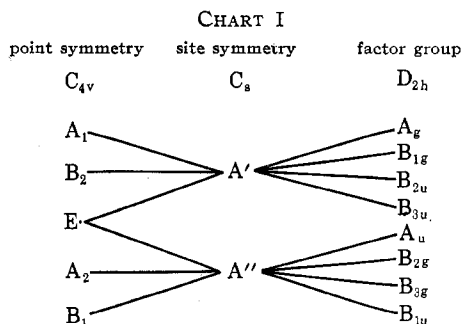 CHART I
point symmetry site symmetry factor group
C4v Cs D2h
A1 Ag
B1g
B2 A′ B2u
B3u
E Au
B2g
A2 A″ B3g
B1 B1u